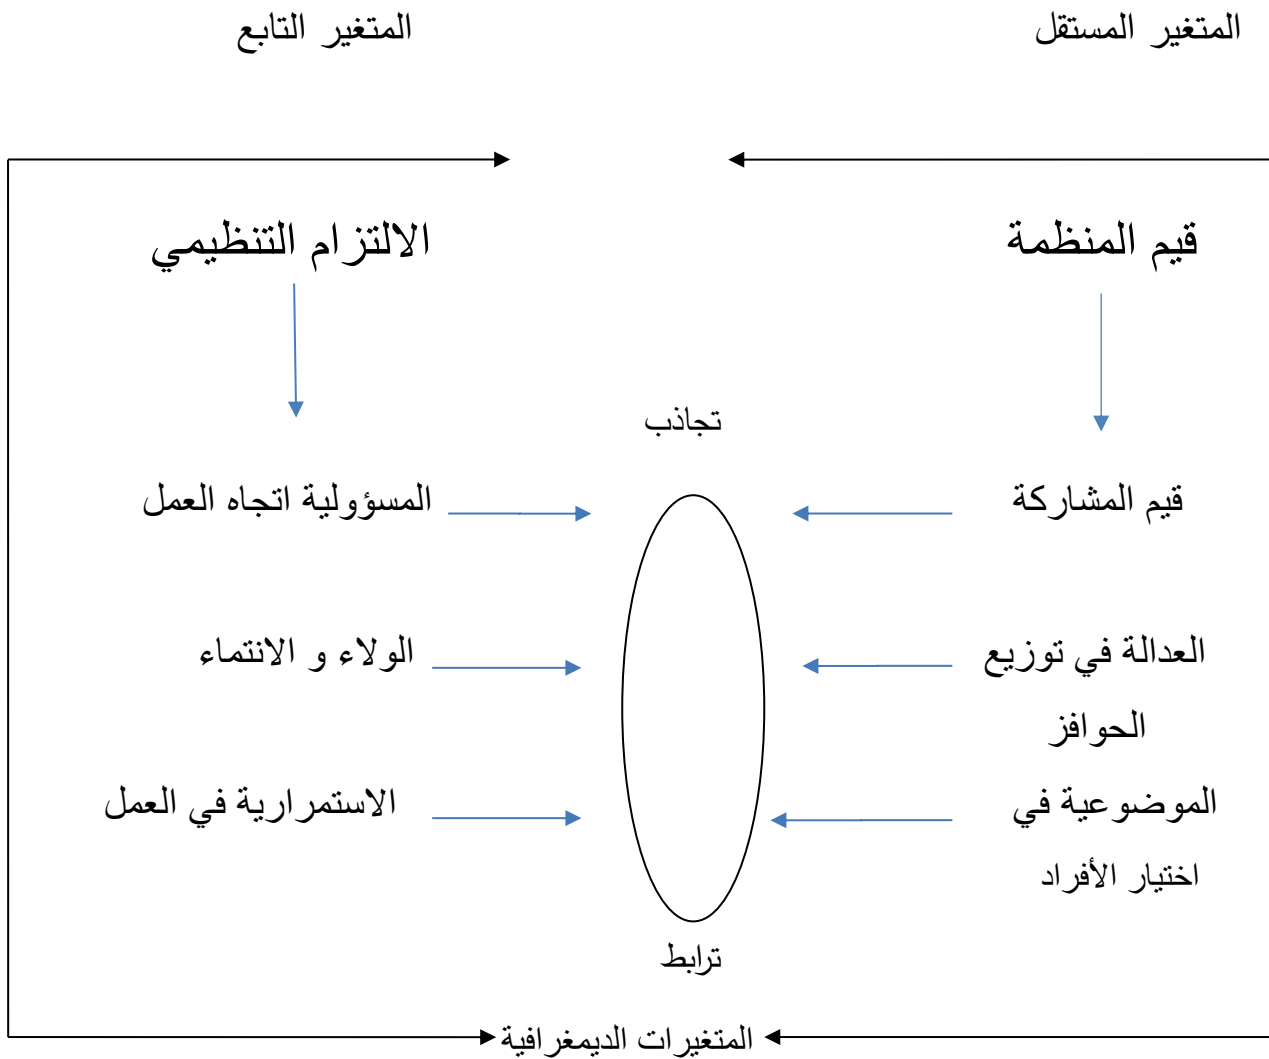 المتغير المستقل
المتغير التابع
قيم المنظمة
الالتزام التنظيمي
تجاذب
قيم المشاركة
المسؤولية اتجاه العمل
العدالة في توزيع
الحوافز
الولاء و الانتماء
الموضوعية في
اختيار الأفراد
الاستمرارية في العمل
ترابط
المتغيرات الديمغرافية